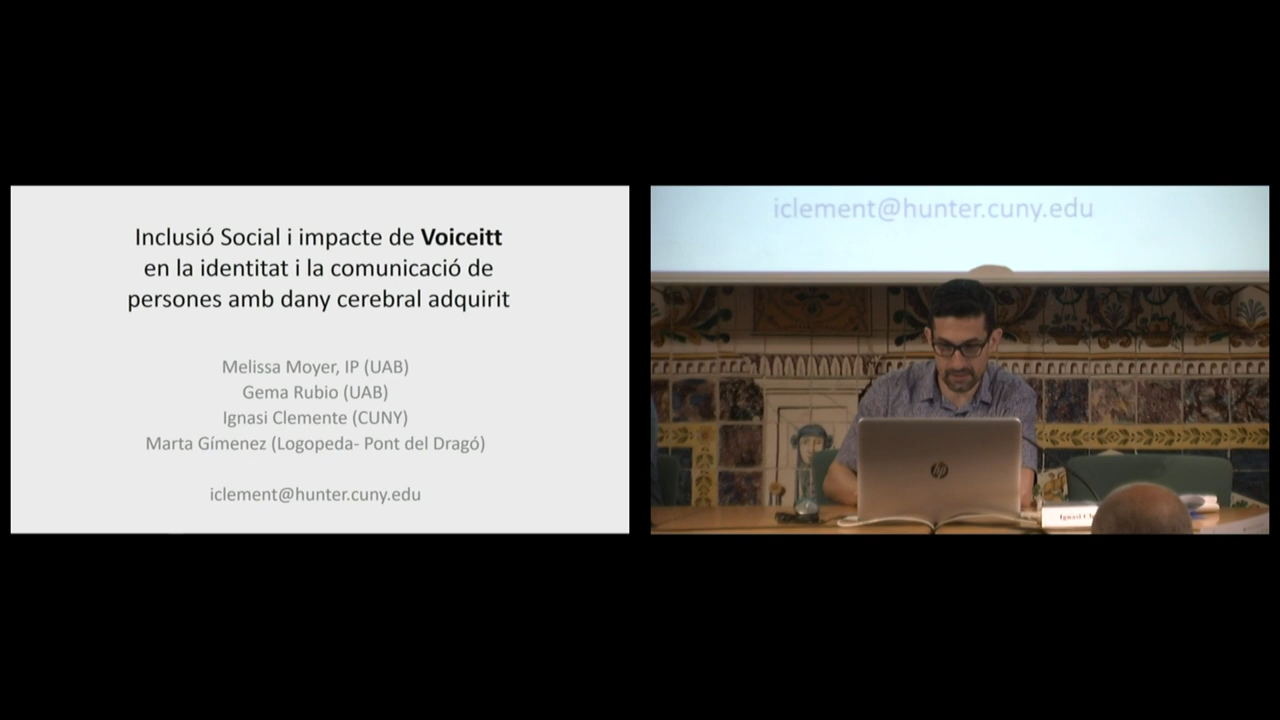 Inclusió Social i impacte de Voiceitt
en la identitat i la comunicació de
persones amb dany cerebral adquirit
Melissa Moyer, IP (UAB)
Gema Rubio (UAB)
Ignasi Clemente (CUNY)
Marta Gímenez (Logopeda- Pont del Dragó)
iclement@hunter.cuny.edu
iclement@hunter.cuny.edu
hp
Ignasi